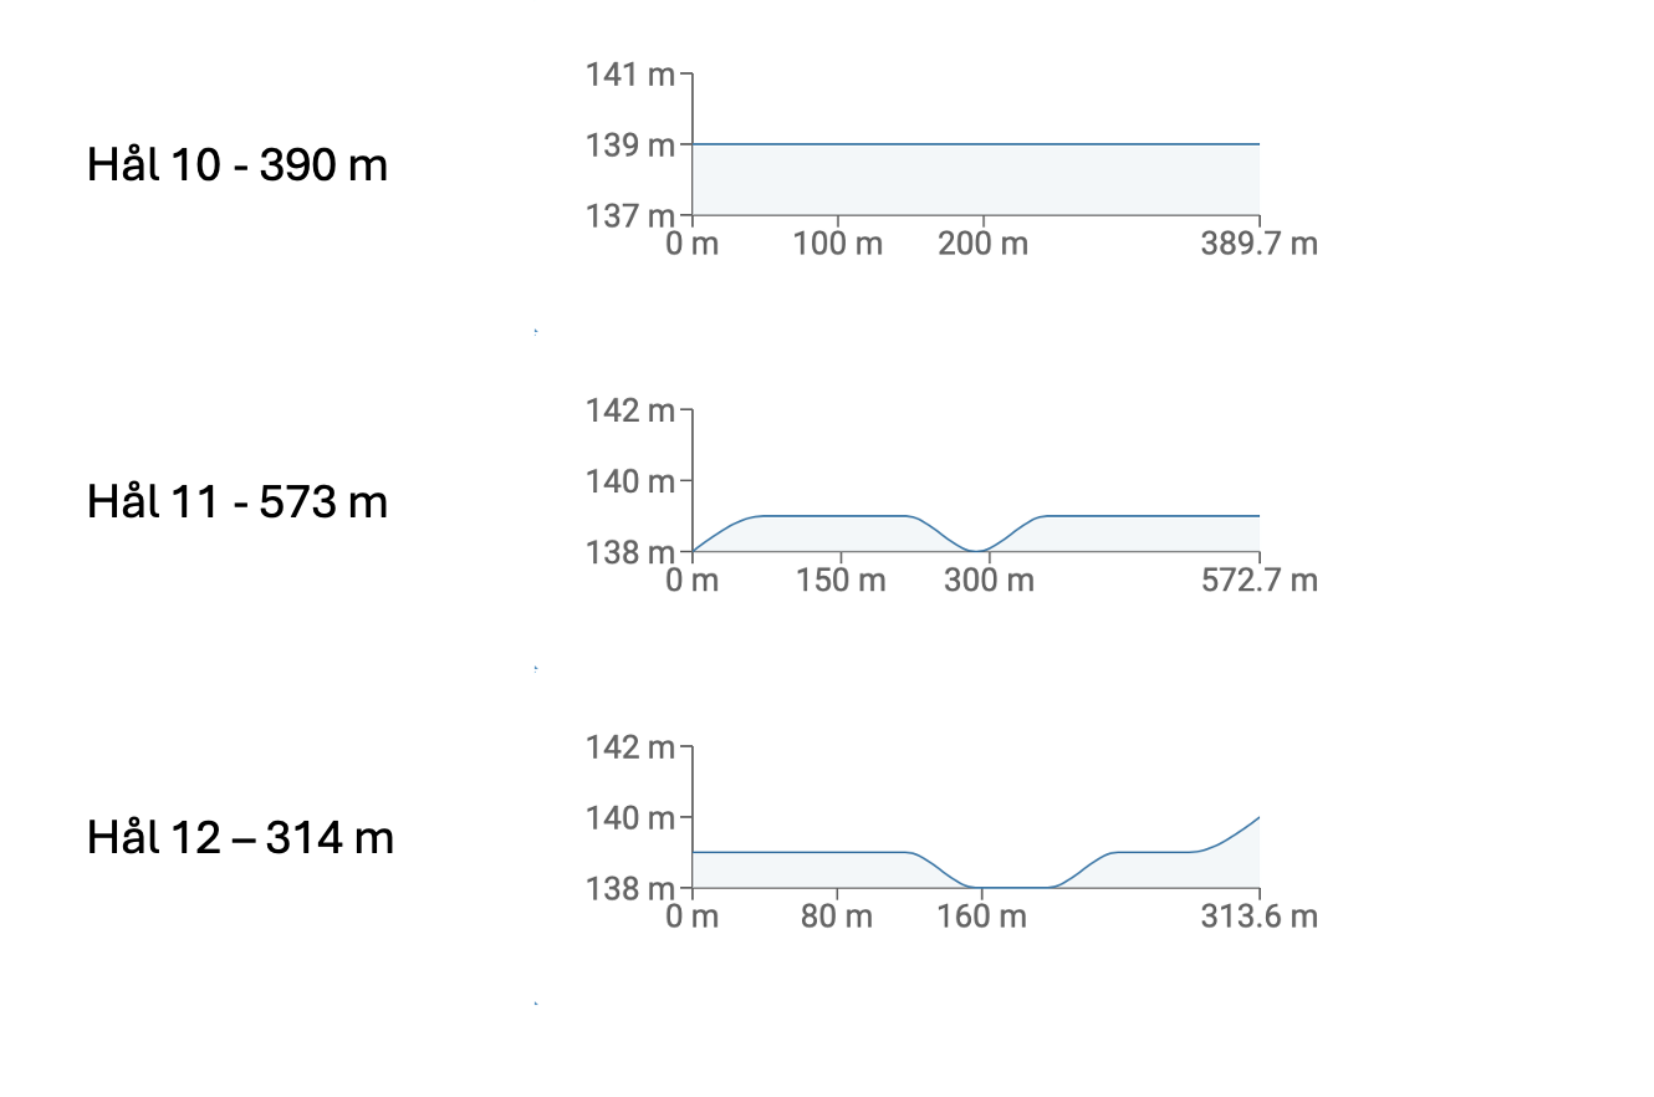 141 m
Hål 10 - 390 m
139 m
137 m
0 m 100 m 200 m 389.7 m
142 m
Hål 11 - 573 m
140 m
138 m
0 m 150 m 300 m 572.7 m
142 m
Hål 12 – 314 m
140 m
138 m
0 m 80 m 160 m 313.6 m